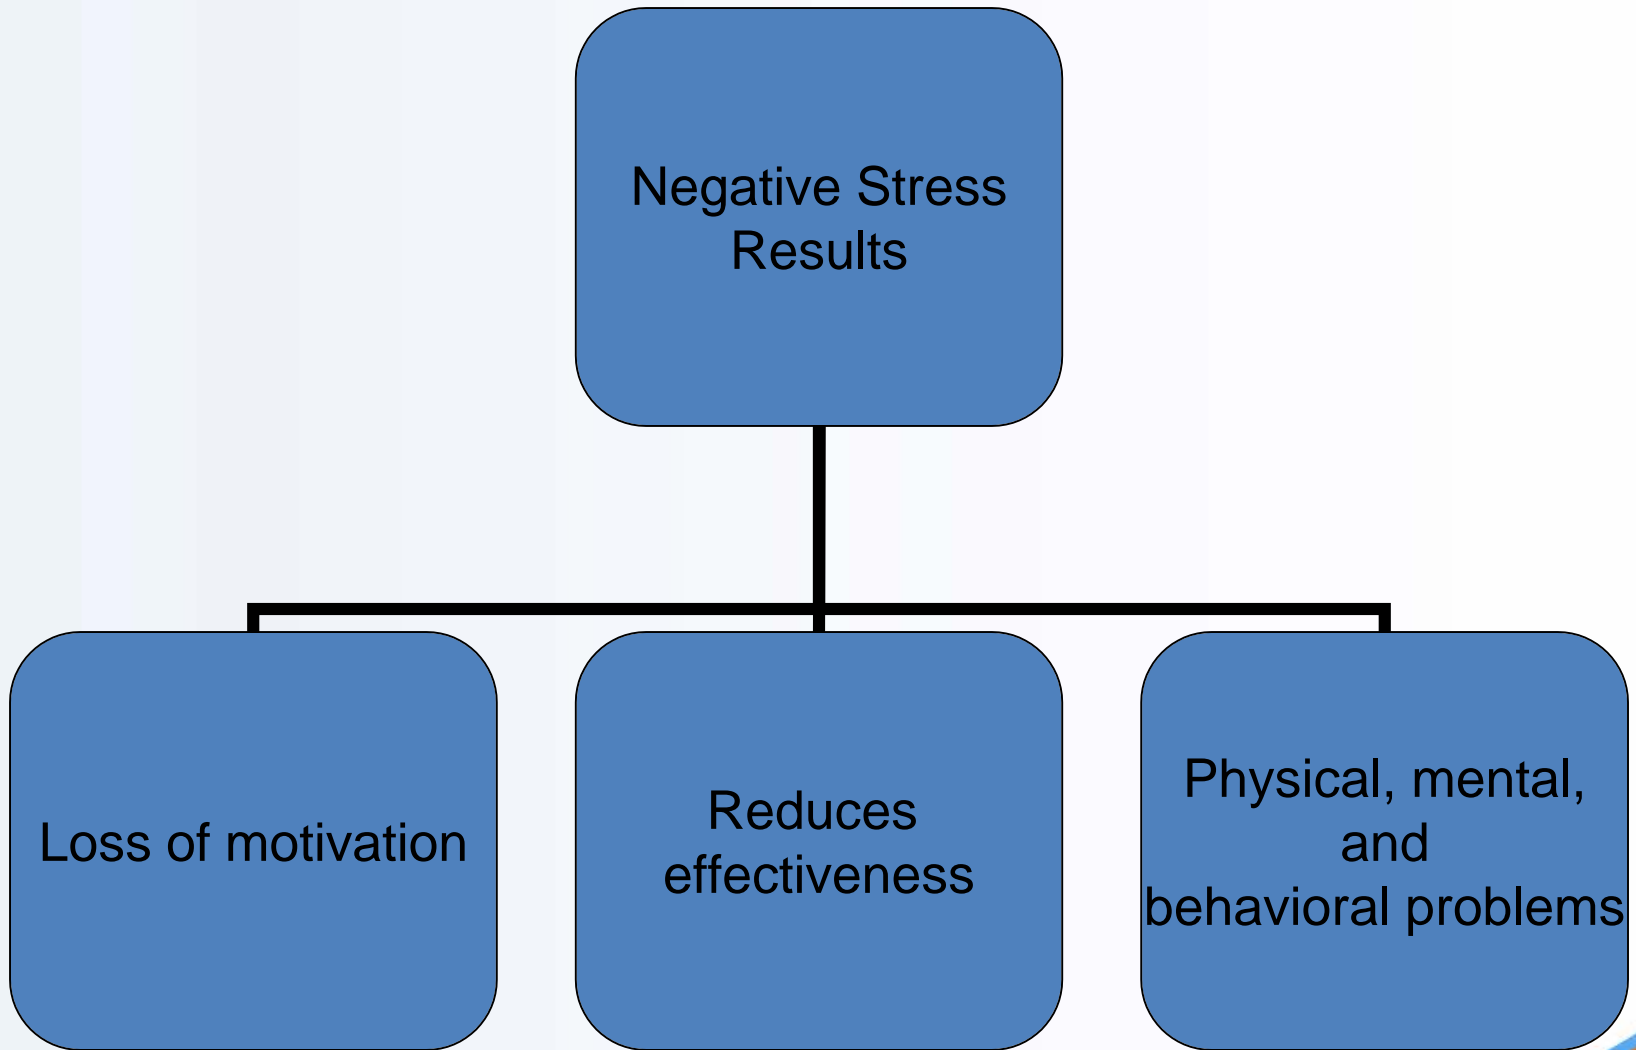 Negative Stress
Results
Loss of motivation
Reduces
effectiveness
Physical, mental,
and
behavioral problems